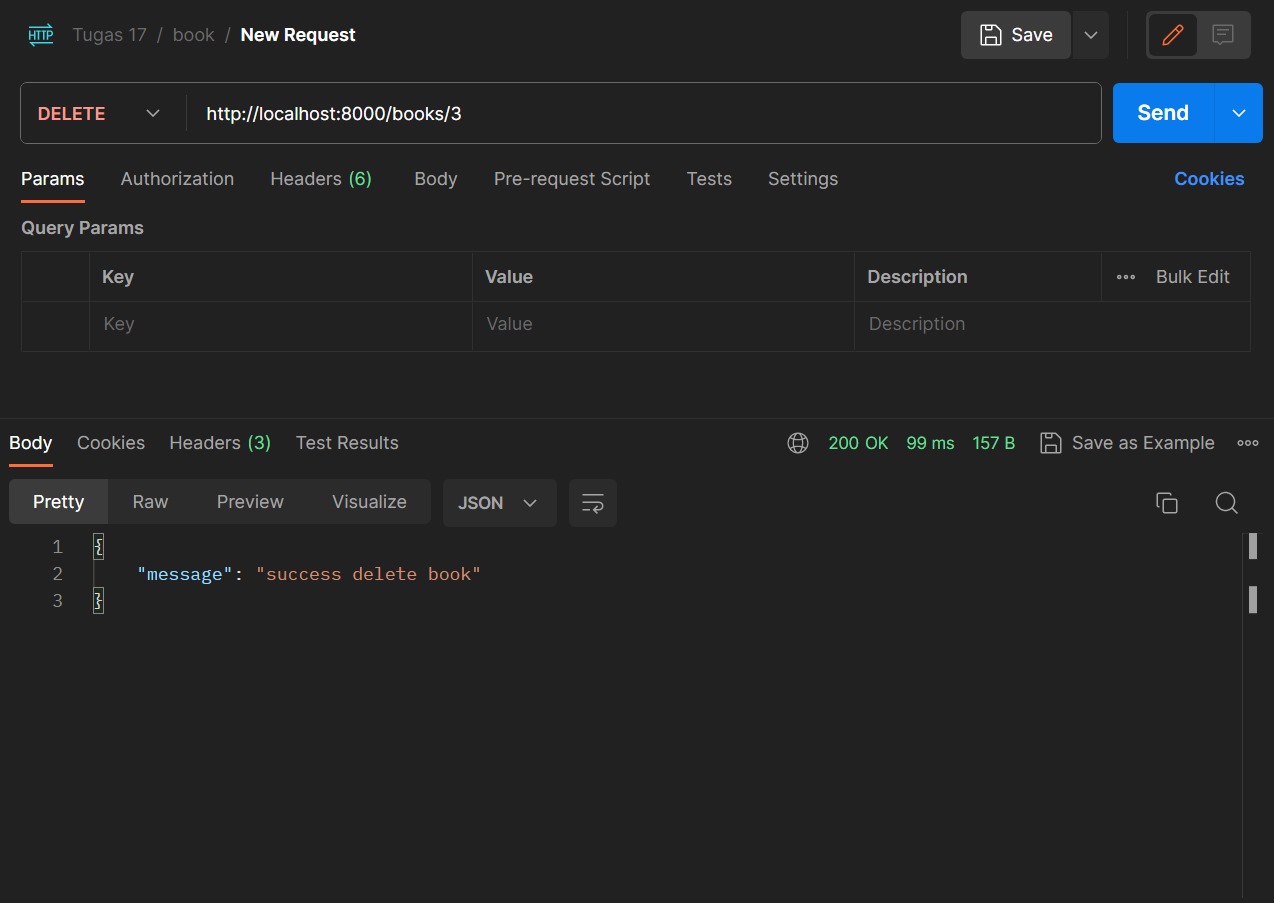 HTTP Tugas 17 / book / New Request Save
DELETE http://localhost:8000/books/3 Send
Params Authorization Headers (6) Body Pre-request Script Tests Settings Cookies
Query Params
Key Value Description Bulk Edit
Key Value Description
Body Cookies Headers (3) Test Results 200 OK 99 ms 157 B Save as Example
Pretty Raw Preview Visualize JSON
1 {
2 "message": "success delete book"
3 }